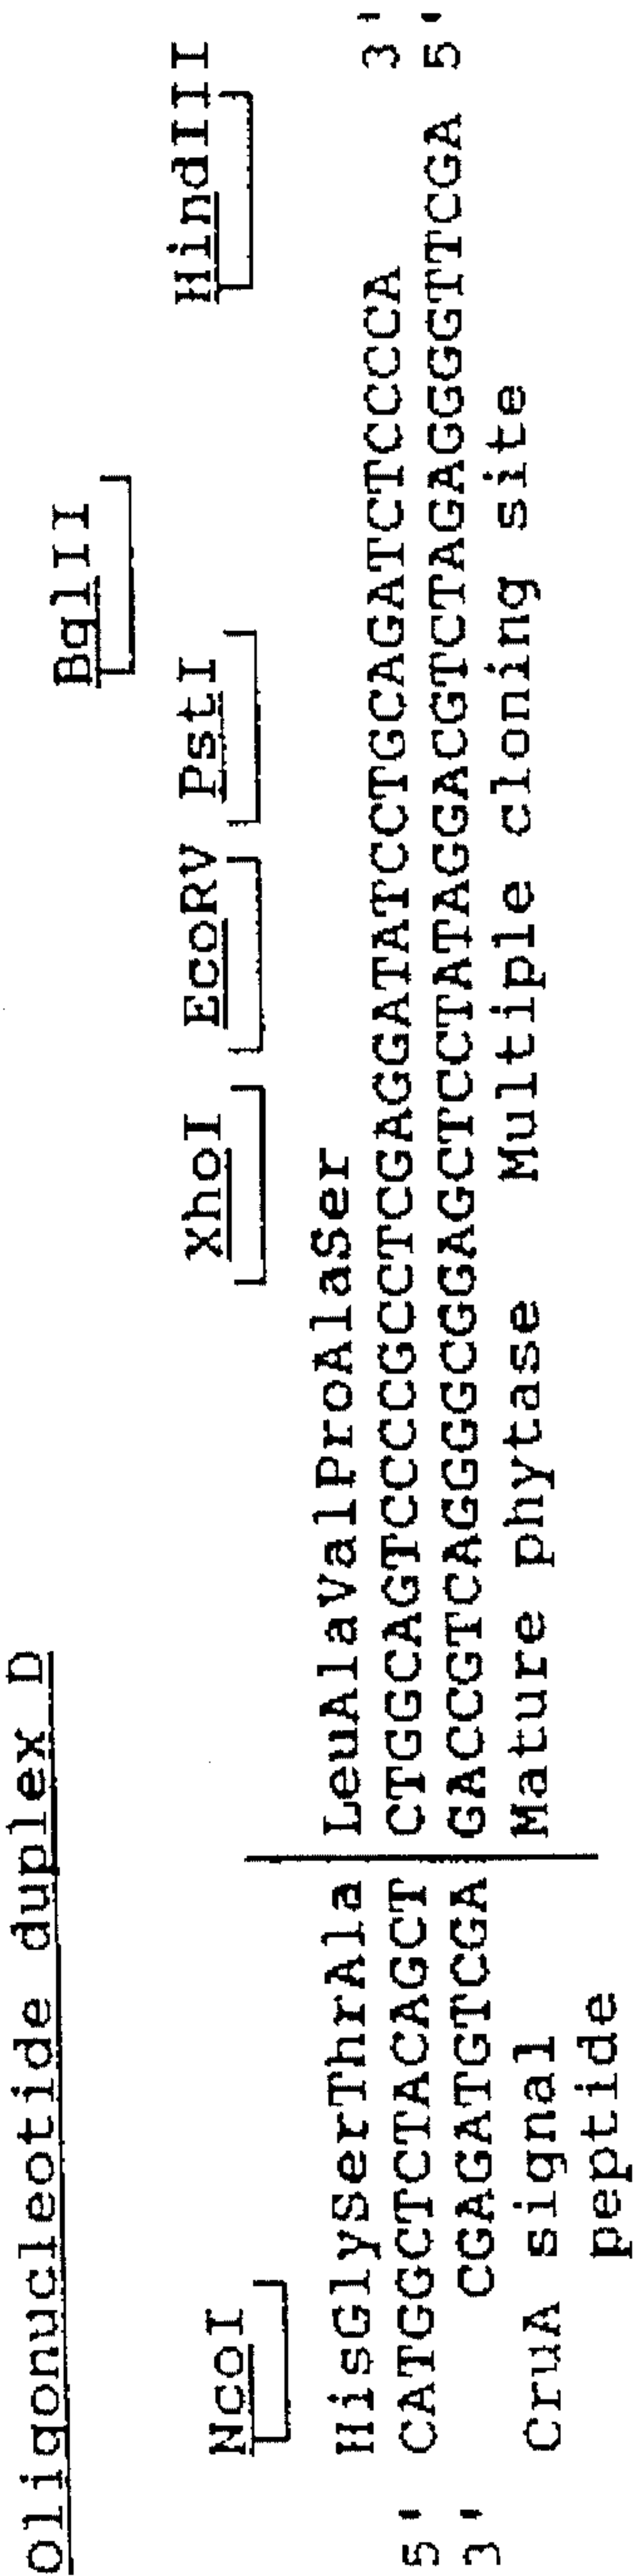 Oligonucleotide duplex D
BglII
NcoI XhoI EcoRV PstI HindIII
HisGlySerThrAla LeuAlaValProAlaSer
5' CATGGCTCTACAGCT CTGGCAGTCCCCGCCTCGAGGATATCCTGCAGATCTCCCCA 3'
3' CGAGATGTCGA GACCGTCAGGGGCGGAGCTCCTATAGGACGTCTAGAGGGGTTCGA 5'
CruA signal Mature phytase Multiple cloning site
peptide